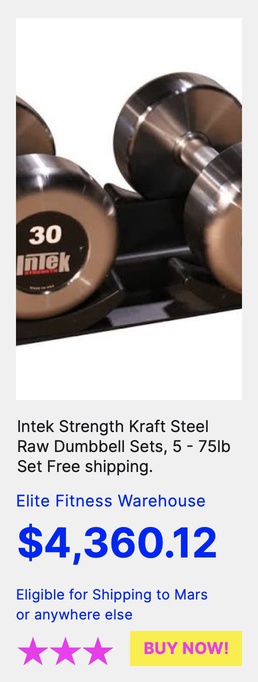 30
InTek
STRENGTH
Intek Strength Kraft Steel
Raw Dumbbell Sets, 5 - 75lb
Set Free shipping.
Elite Fitness Warehouse
$4,360.12
Eligible for Shipping to Mars
or anywhere else
BUY NOW!